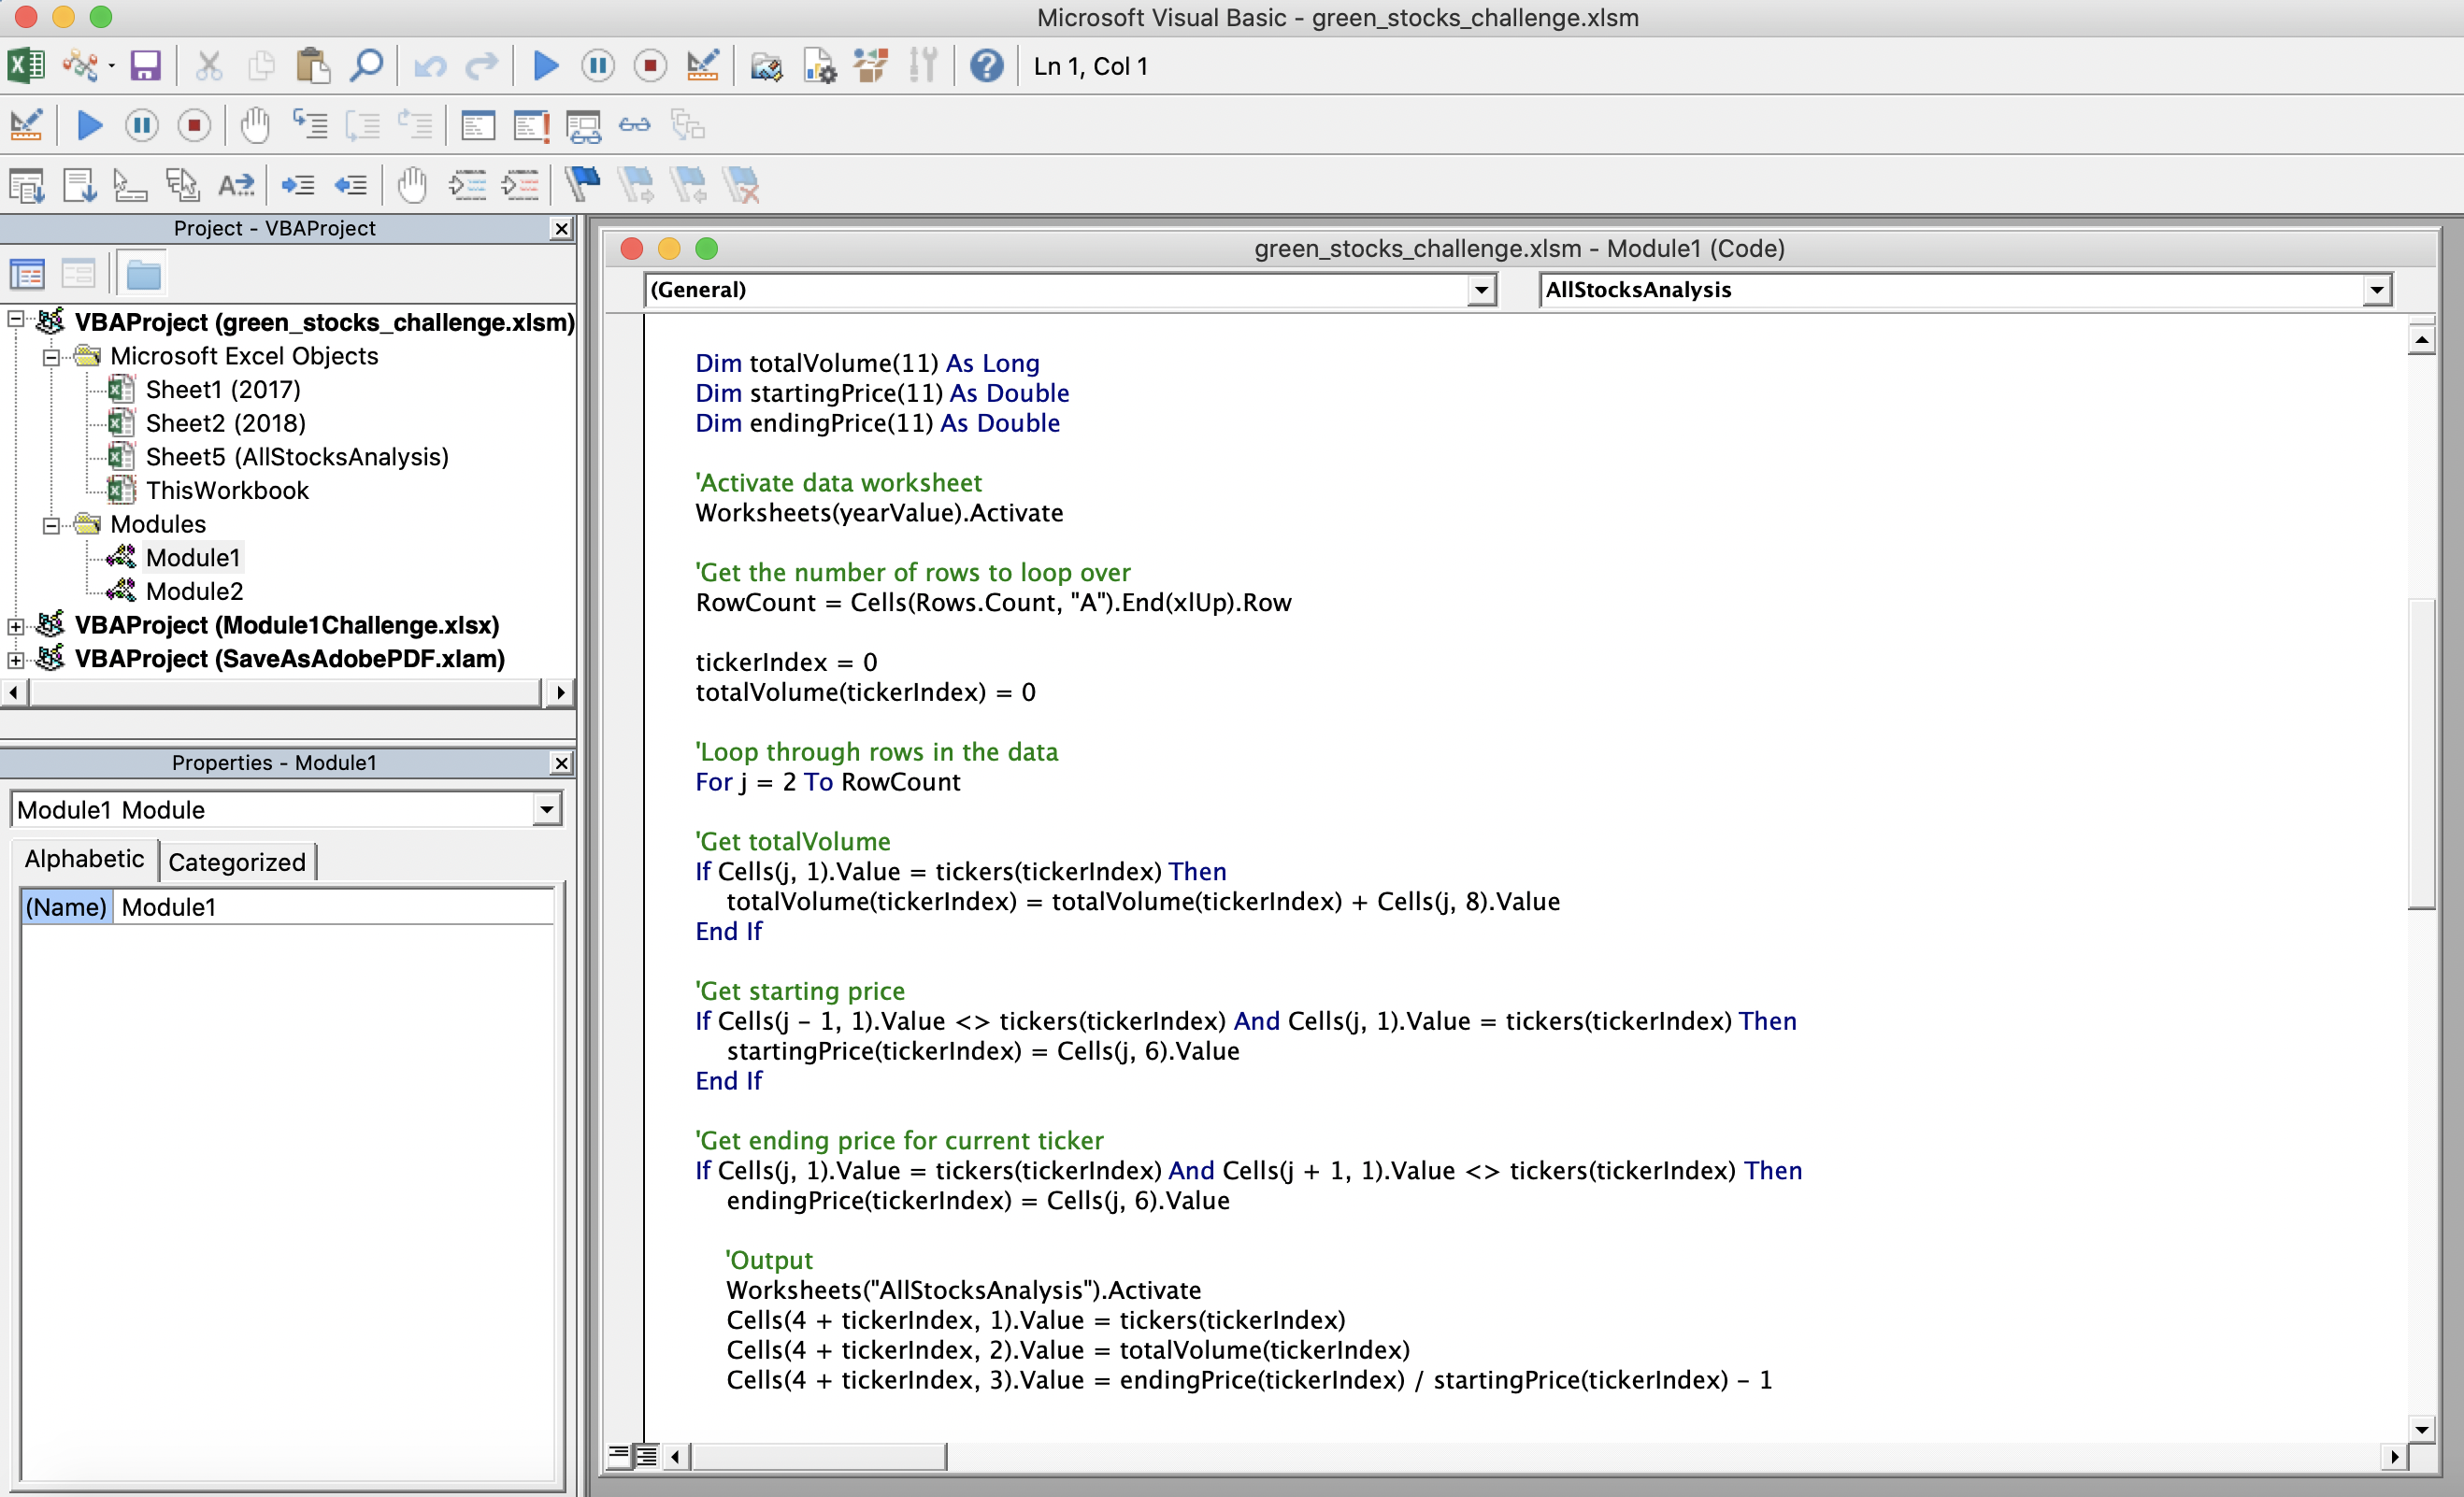 Microsoft Visual Basic - green_stocks_challenge.xlsm
Ln 1, Col 1
Project - VBAProject
VBAProject (green_stocks_challenge.xlsm)
Microsoft Excel Objects
Sheet1 (2017)
Sheet2 (2018)
Sheet5 (AllStocksAnalysis)
ThisWorkbook
Modules
Module1
Module2
VBAProject (Module1Challenge.xlsx)
VBAProject (SaveAsAdobePDF.xlam)
Properties - Module1
Module1 Module
Alphabetic
Categorized
(Name) Module1
green_stocks_challenge.xlsm - Module1 (Code)
(General)
AllStocksAnalysis
Dim totalVolume(11) As Long
Dim startingPrice(11) As Double
Dim endingPrice(11) As Double
'Activate data worksheet
Worksheets(yearValue).Activate
'Get the number of rows to loop over
RowCount = Cells(Rows.Count, "A").End(xlUp).Row
tickerIndex = 0
totalVolume(tickerIndex) = 0
'Loop through rows in the data
For j = 2 To RowCount
'Get totalVolume
If Cells(j, 1).Value = tickers(tickerIndex) Then
totalVolume(tickerIndex) = totalVolume(tickerIndex) + Cells(j, 8).Value
End If
'Get starting price
If Cells(j - 1, 1).Value <> tickers(tickerIndex) And Cells(j, 1).Value = tickers(tickerIndex) Then
startingPrice(tickerIndex) = Cells(j, 6).Value
End If
'Get ending price for current ticker
If Cells(j, 1).Value = tickers(tickerIndex) And Cells(j + 1, 1).Value <> tickers(tickerIndex) Then
endingPrice(tickerIndex) = Cells(j, 6).Value
'Output
Worksheets("AllStocksAnalysis").Activate
Cells(4 + tickerIndex, 1).Value = tickers(tickerIndex)
Cells(4 + tickerIndex, 2).Value = totalVolume(tickerIndex)
Cells(4 + tickerIndex, 3).Value = endingPrice(tickerIndex) / startingPrice(tickerIndex) - 1